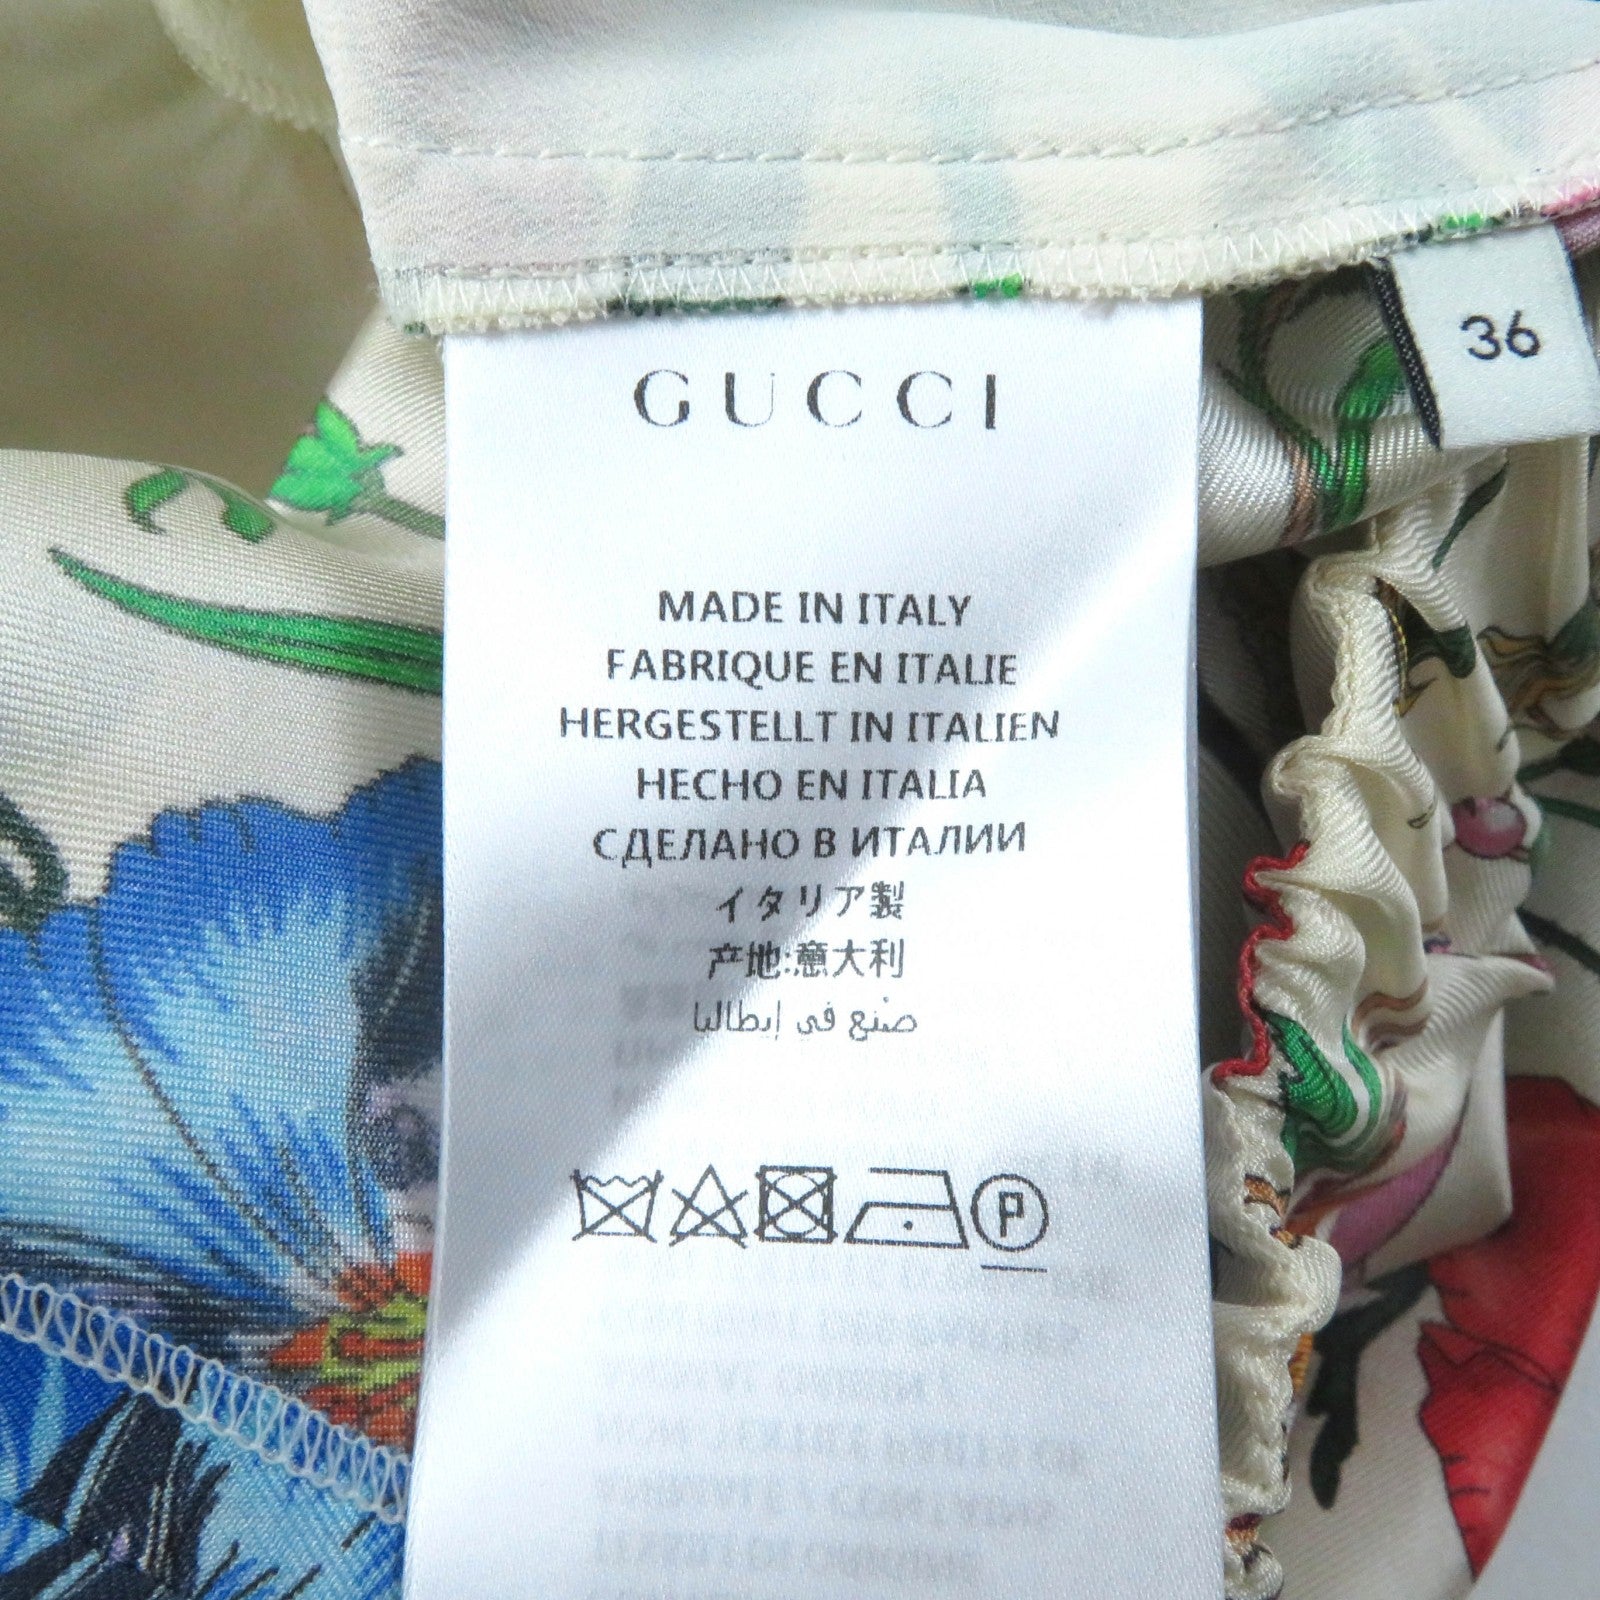 36
GUCCI
MADE IN ITALY
FABRIQUE EN ITALIE
HERGESTELLT IN ITALIEN
HECHO EN ITALIA
СДЕЛАНО В ИТАЛИИ
イタリア製
产地:意大利
صنع في إيطاليا
P